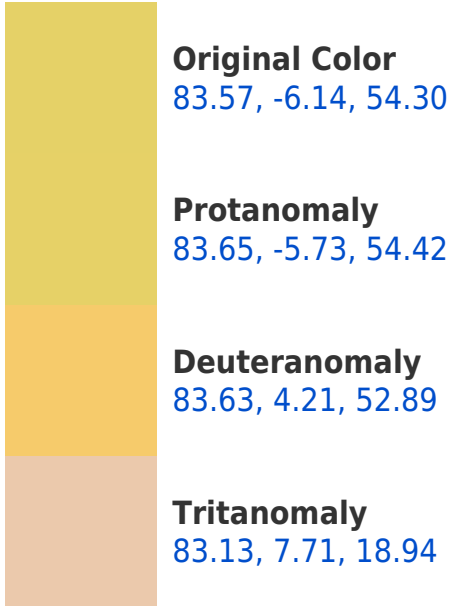 Original Color
83.57, -6.14, 54.30
Protanomaly
83.65, -5.73, 54.42
Deuteranomaly
83.63, 4.21, 52.89
Tritanomaly
83.13, 7.71, 18.94